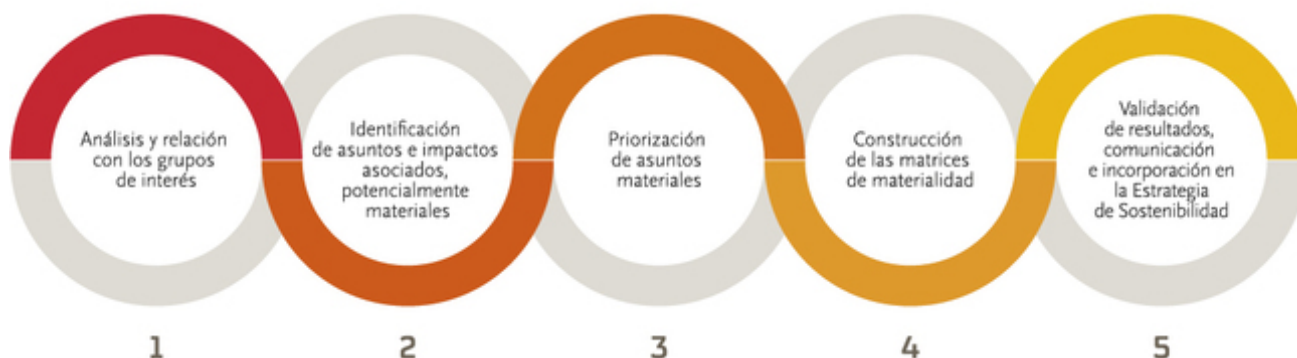 Análisis y relación
con los grupos
de interés
Identificación
de asuntos e impactos
asociados,
potencialmente
materiales
Priorización
de asuntos
materiales
Construcción
de las matrices
de materialidad
Validación
de resultados,
comunicación
e incorporación en
la Estrategia
de Sostenibilidad
1
2
3
4
5